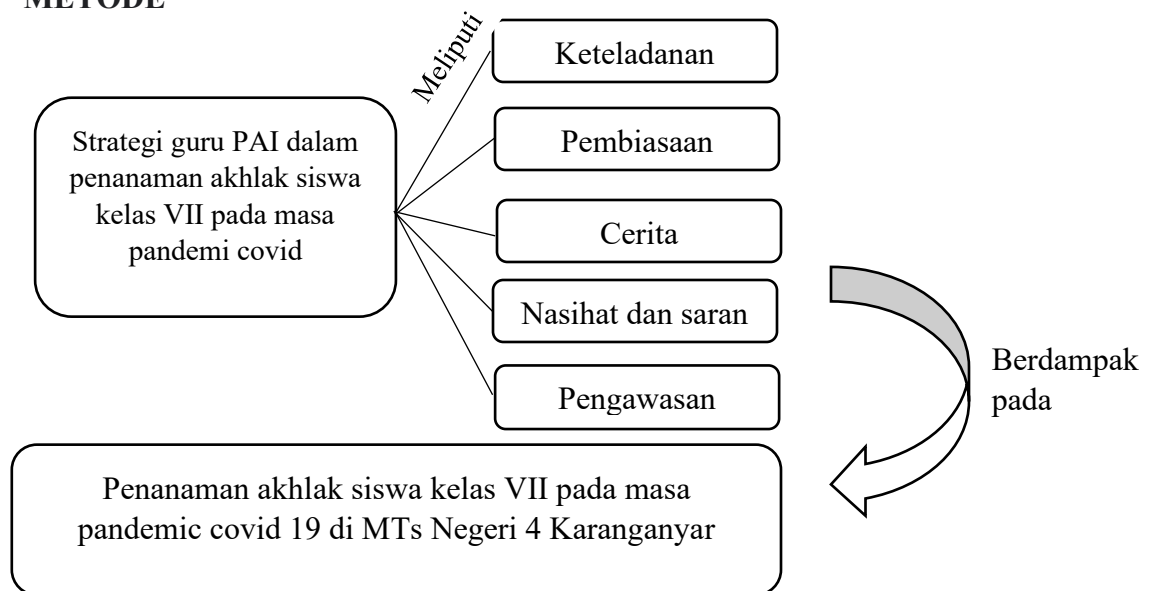 METODE
Meliputi
Keteladanan
Strategi guru PAI dalam
penanaman akhlak siswa
kelas VII pada masa
pandemi covid
Pembiasaan
Cerita
Nasihat dan saran
Pengawasan
Berdampak
pada
Penanaman akhlak siswa kelas VII pada masa
pandemic covid 19 di MTs Negeri 4 Karanganyar